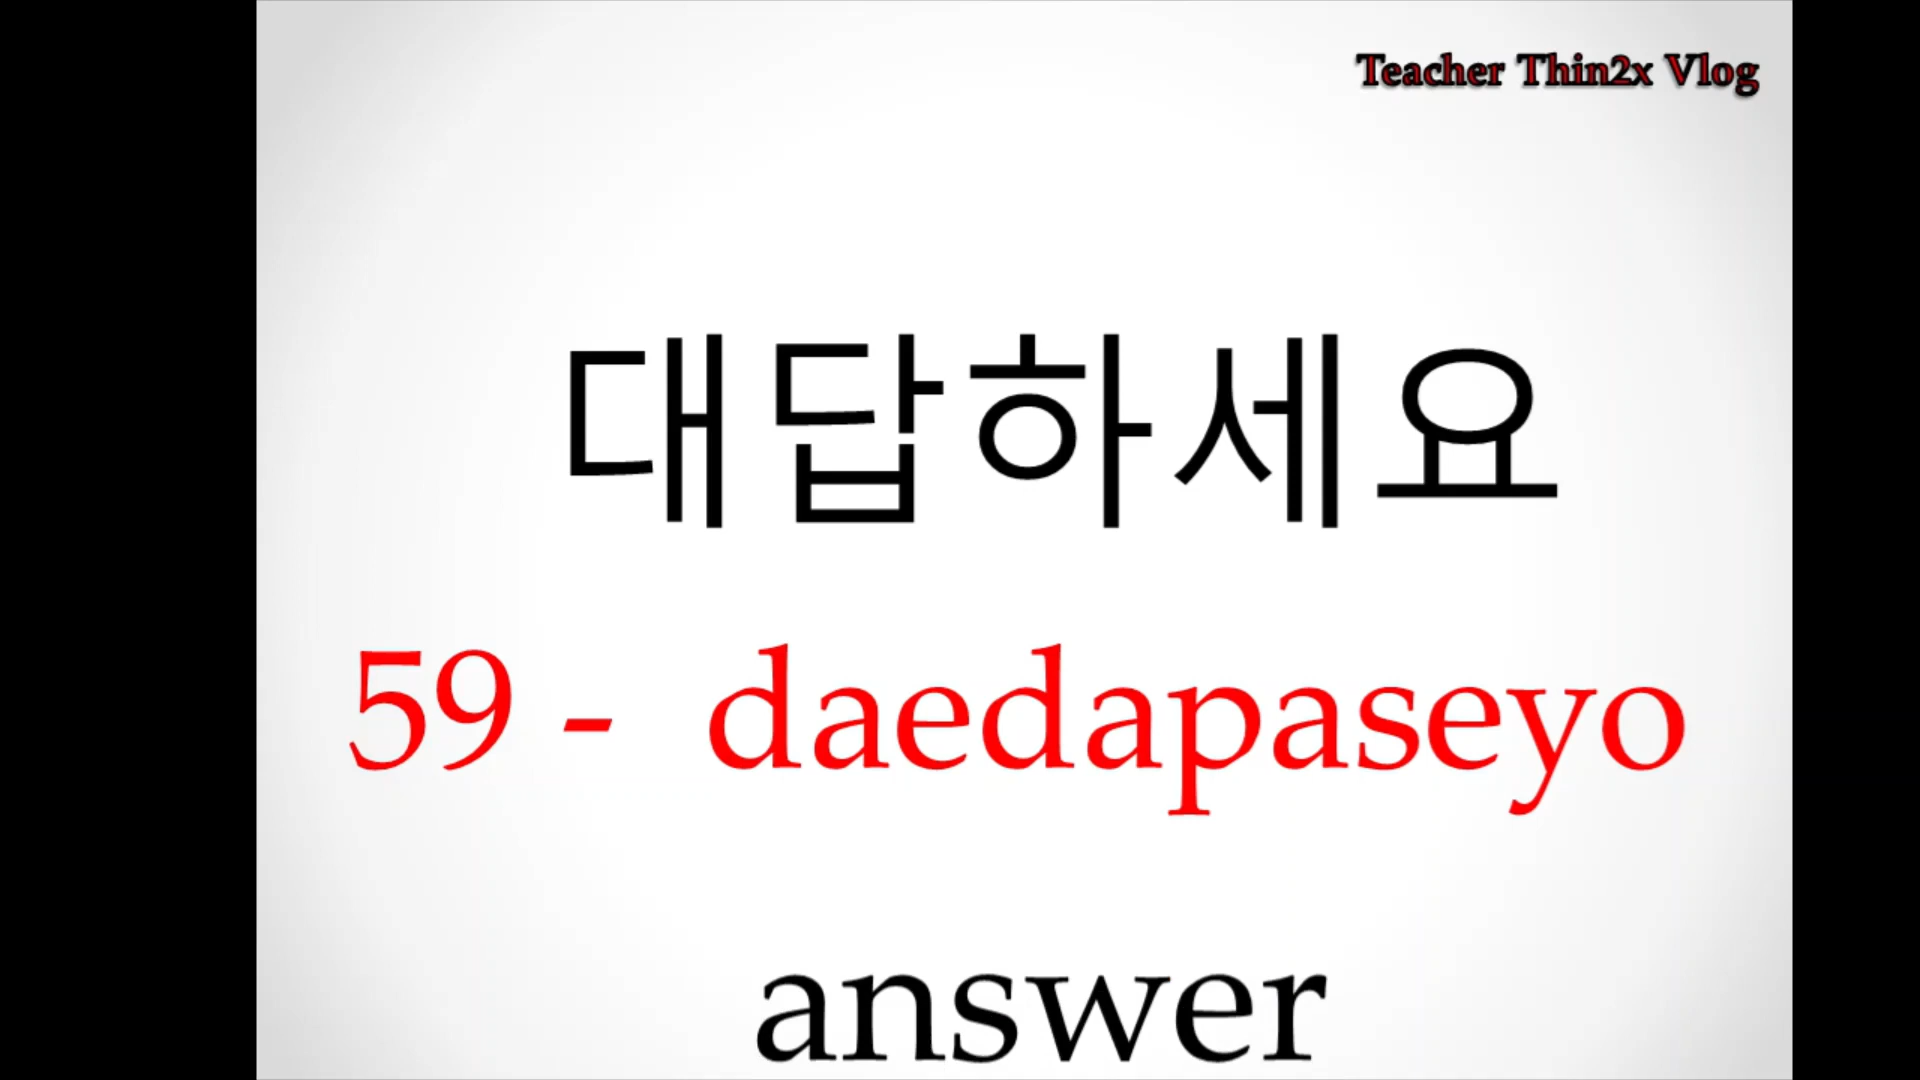 Teacher Thin2x Vlog
대답하세요
59 - daedapaseyo
answer